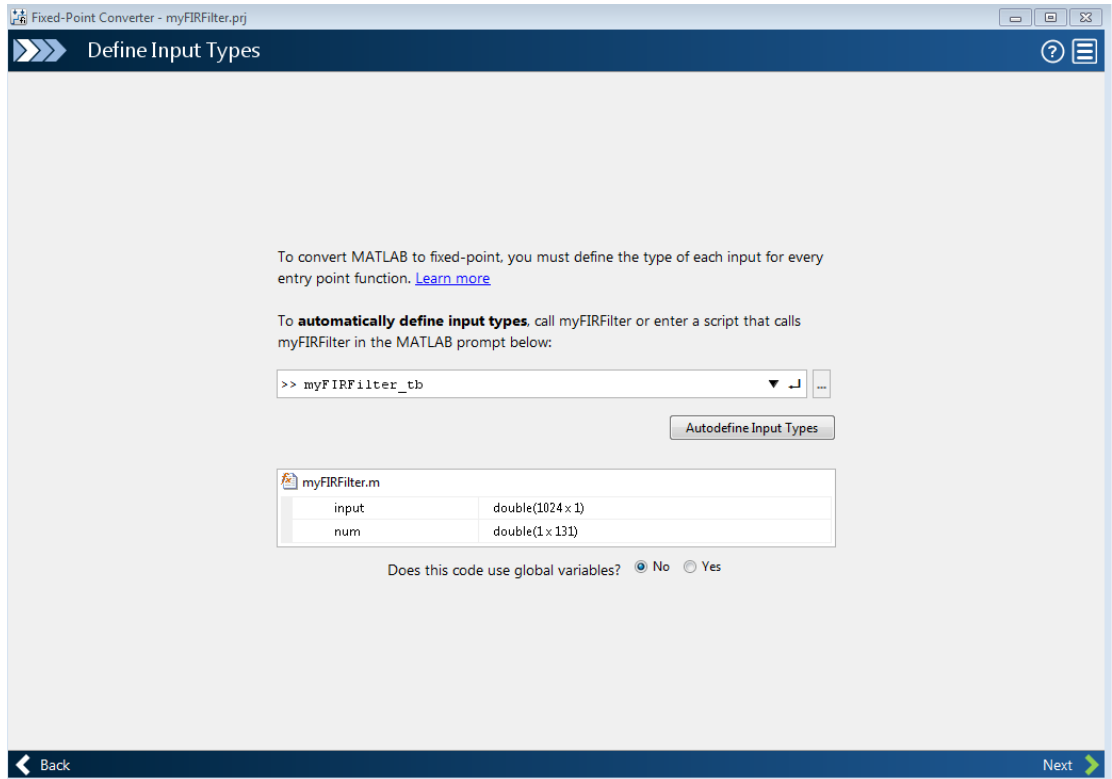 Fixed-Point Converter - myFIRFilter.prj
Define Input Types
To convert MATLAB to fixed-point, you must define the type of each input for every
entry point function. Learn more
To automatically define input types, call myFIRFilter or enter a script that calls
myFIRFilter in the MATLAB prompt below:
>> myFIRFilter_tb
...
Autodefine Input Types
myFIRFilter.m
input double(1024 x 1)
num double(1 x 131)
Does this code use global variables? No Yes
Back Next